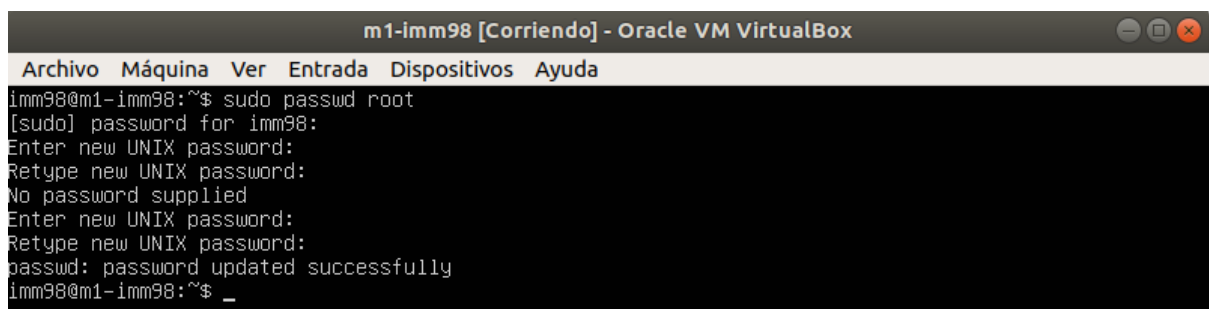 m1-imm98 [Corriendo] - Oracle VM VirtualBox
Archivo Máquina Ver Entrada Dispositivos Ayuda
imm98@m1-imm98:~$ sudo passwd root
[sudo] password for imm98:
Enter new UNIX password:
Retype new UNIX password:
No password supplied
Enter new UNIX password:
Retype new UNIX password:
passwd: password updated successfully
imm98@m1-imm98:~$ _